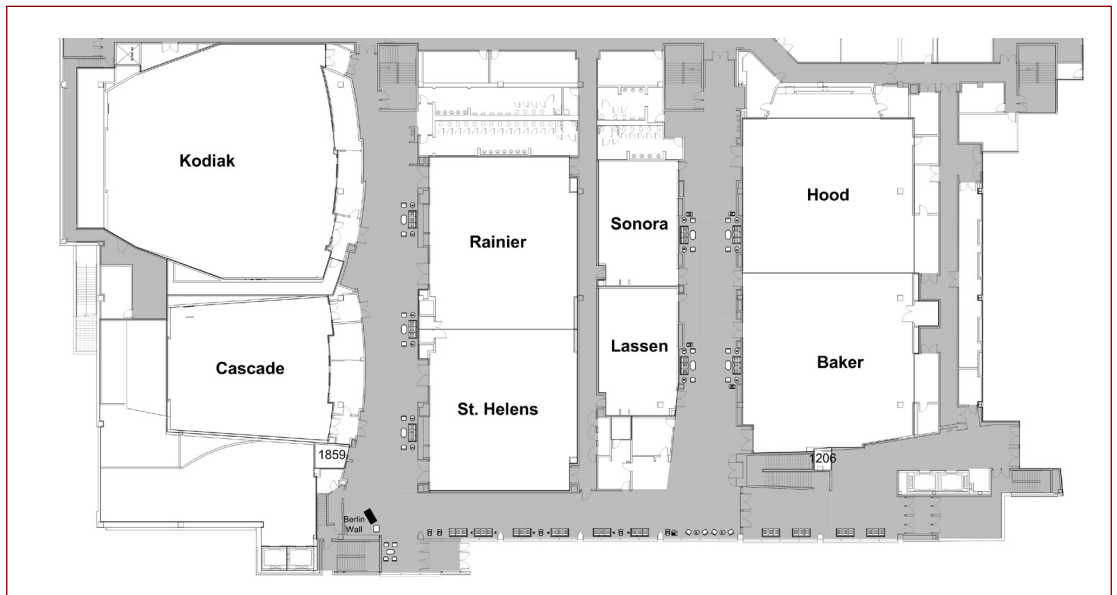 Kodiak
Hood
Sonora
Rainier
Lassen
Baker
Cascade
St. Helens
1859
1206
Berlin
Wall